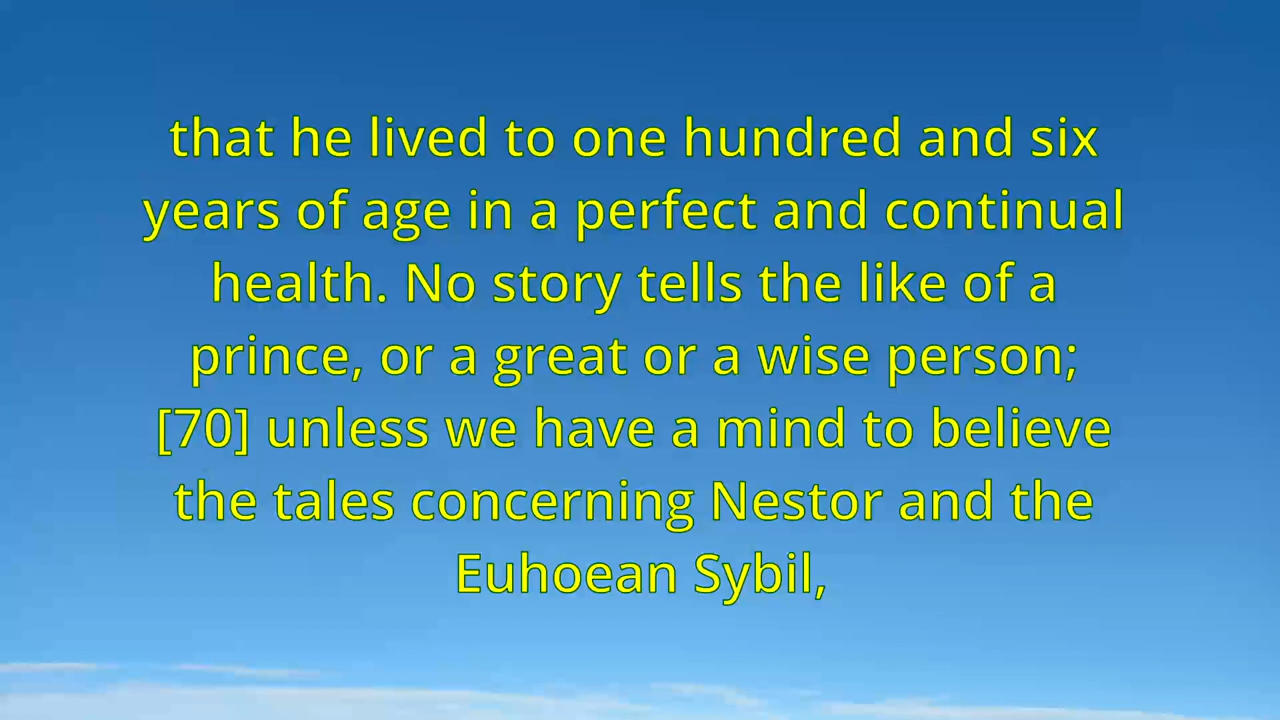 that he lived to one hundred and six
years of age in a perfect and continual
health. No story tells the like of a
prince, or a great or a wise person;
[70] unless we have a mind to believe
the tales concerning Nestor and the
Euhoean Sybil,